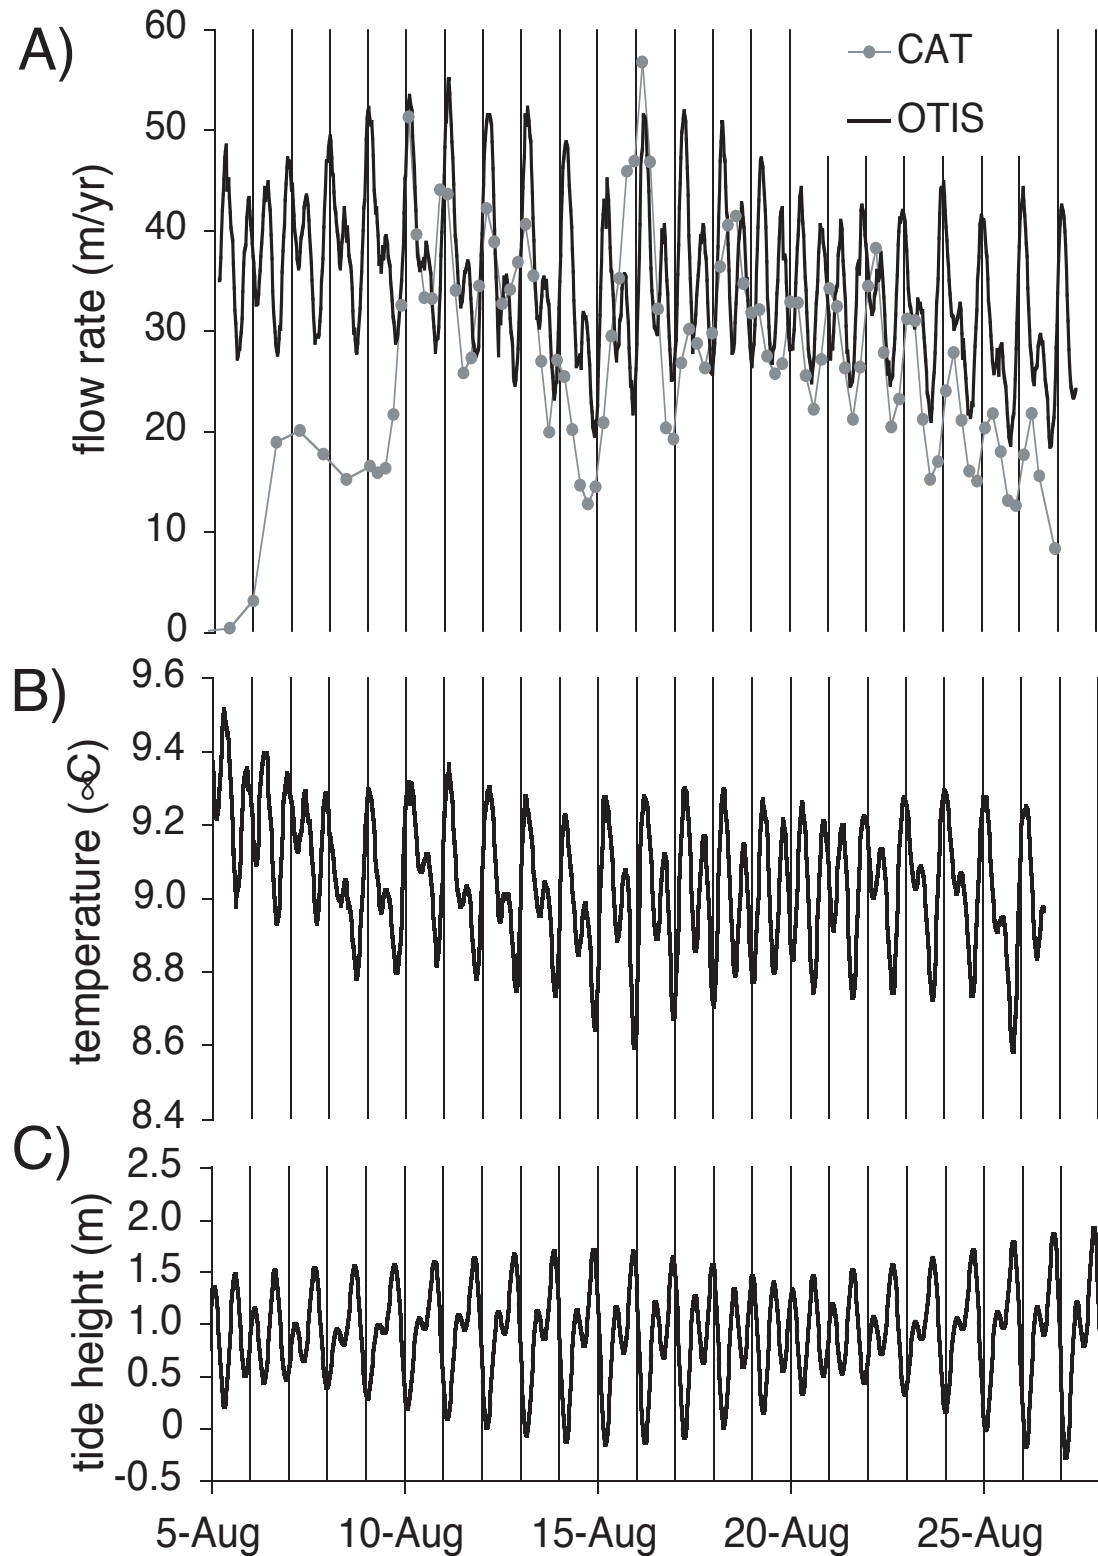 A)
60
50
40
30
20
10
0
flow rate (m/yr)
CAT
OTIS
B)
9.6
9.4
9.2
9.0
8.8
8.6
8.4
temperature (∝C)
C)
2.5
2.0
1.5
1.0
0.5
0
-0.5
tide height (m)
5-Aug 10-Aug 15-Aug 20-Aug 25-Aug